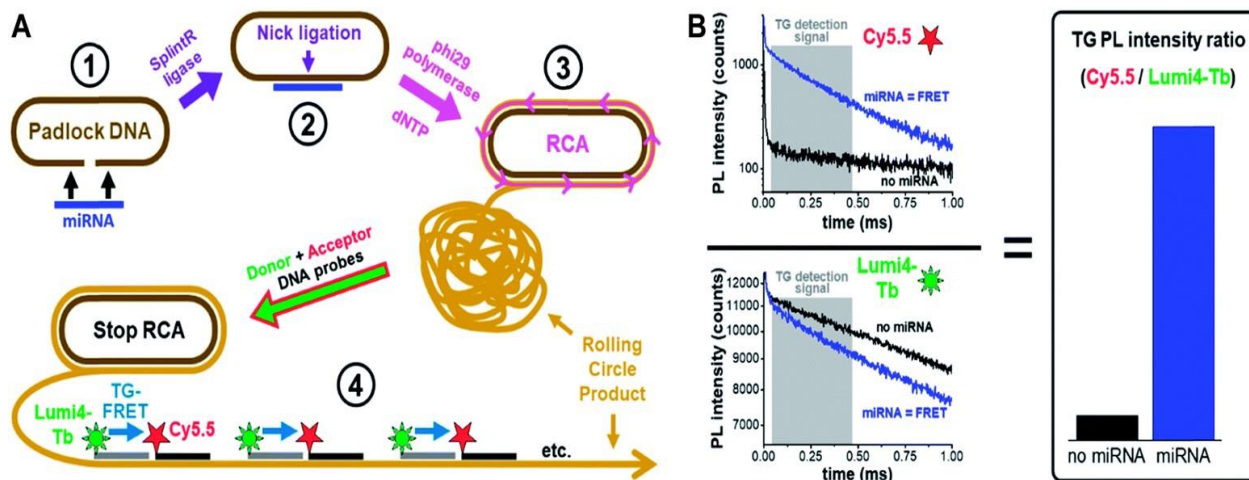 A
1
Padlock DNA
miRNA
SplintR
ligase
Nick ligation
2
phi29
polymerase
dNTP
3
RCA
Donor + Acceptor
DNA probes
Stop RCA
Rolling
Circle
Product
4
Lumi4-
Tb
TG-
FRET
Cy5.5
etc.
B
PL intensity (counts)
1000
100
TG detection
signal
Cy5.5
miRNA = FRET
no miRNA
0.00 0.25 0.50 0.75 1.00
time (ms)
PL intensity (counts)
12000
11000
10000
9000
8000
7000
TG detection
signal
Lumi4-
Tb
no miRNA
miRNA = FRET
0.00 0.25 0.50 0.75 1.00
time (ms)
=
TG PL intensity ratio
(Cy5.5 / Lumi4-Tb)
no miRNA miRNA